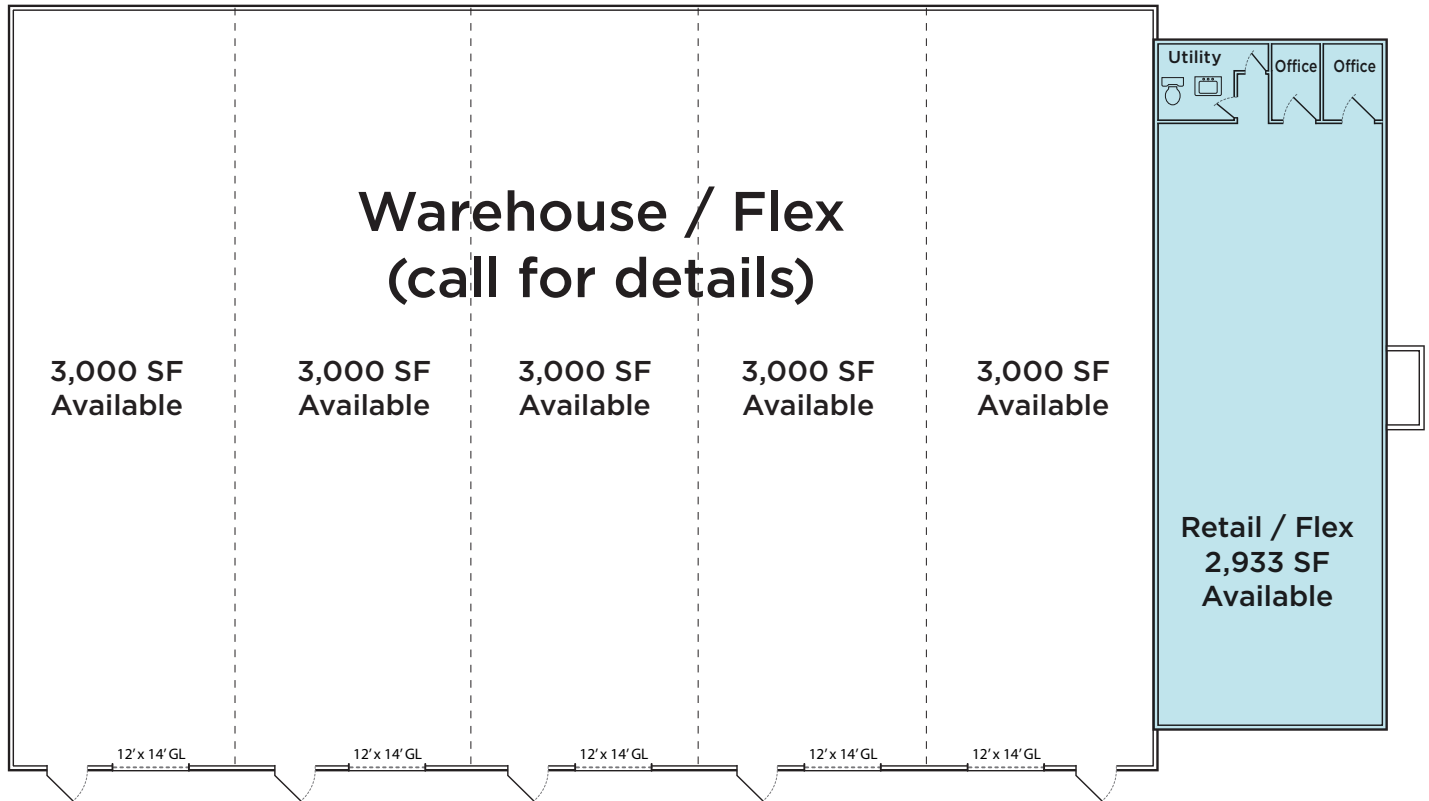 Utility
Office
Office
Warehouse / Flex
(call for details)
3,000 SF
Available
3,000 SF
Available
3,000 SF
Available
3,000 SF
Available
3,000 SF
Available
Retail / Flex
2,933 SF
Available
12' x 14' GL
12' x 14' GL
12' x 14' GL
12' x 14' GL
12' x 14' GL